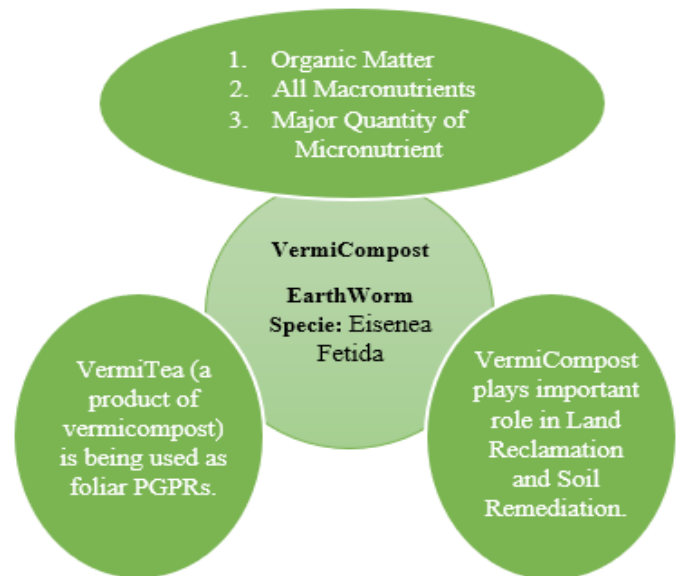 1. Organic Matter
2. All Macronutrients
3. Major Quantity of
Micronutrient
VermiCompost
EarthWorm
Specie: Eisenea
Fetida
VermiTea (a
product of
vermicompost)
is being used as
foliar PGPRs.
VermiCompost
plays important
role in Land
Reclamation
and Soil
Remediation.